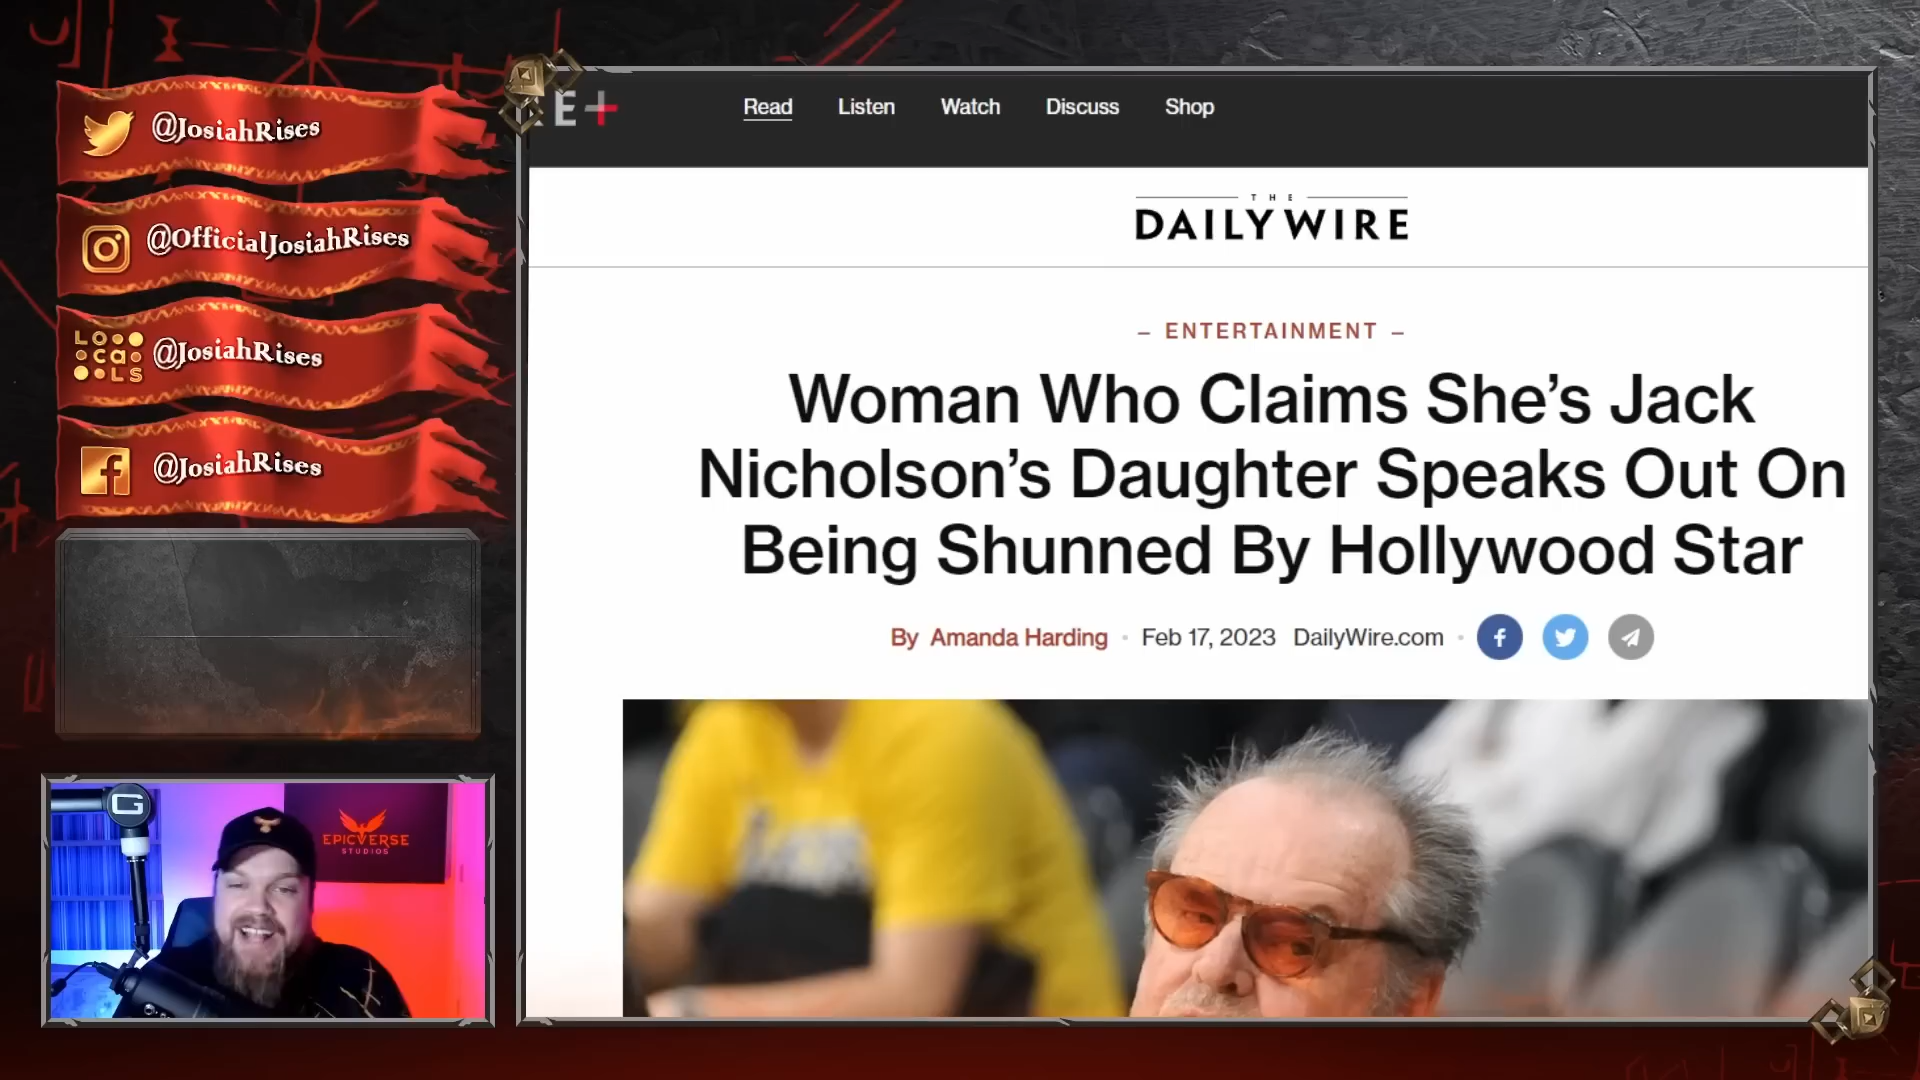 @JosiahRises
@OfficialJosiahRises
LOCALS
@JosiahRises
@JosiahRises
G
EPICVERSE
STUDIOS
RE+
Read Listen Watch Discuss Shop
THE
DAILY WIRE
– ENTERTAINMENT –
Woman Who Claims She’s Jack
Nicholson’s Daughter Speaks Out On
Being Shunned By Hollywood Star
By Amanda Harding • Feb 17, 2023 DailyWire.com •